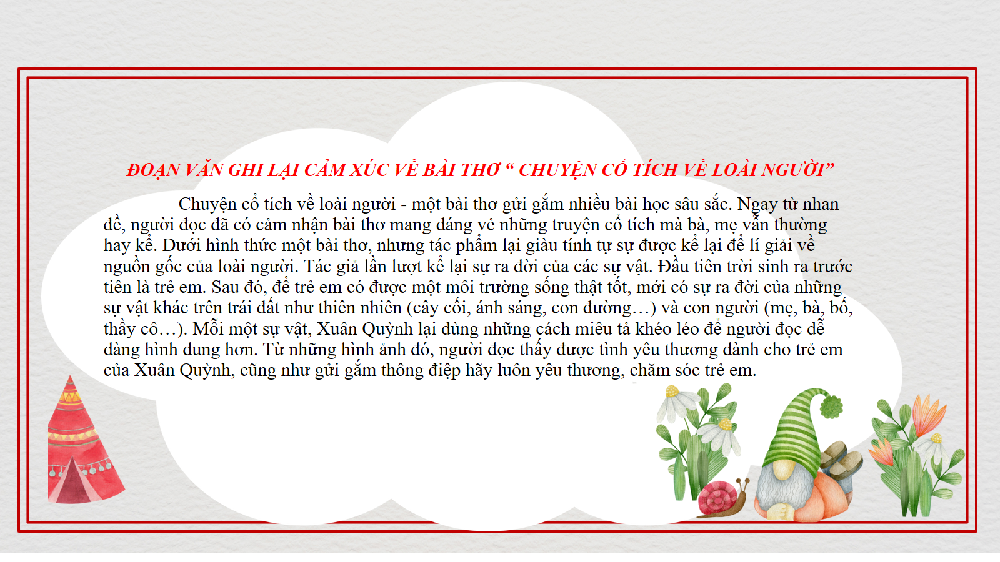 ĐOẠN VĂN GHI LẠI CẢM XÚC VỀ BÀI THƠ “ CHUYỆN CỔ TÍCH VỀ LOÀI NGƯỜI”
Chuyện cổ tích về loài người - một bài thơ gửi gắm nhiều bài học sâu sắc. Ngay từ nhan
đề, người đọc đã có cảm nhận bài thơ mang dáng vẻ những truyện cổ tích mà bà, mẹ vẫn thường
hay kể. Dưới hình thức một bài thơ, nhưng tác phẩm lại giàu tính tự sự được kể lại để lí giải về
nguồn gốc của loài người. Tác giả lần lượt kể lại sự ra đời của các sự vật. Đầu tiên trời sinh ra trước
tiên là trẻ em. Sau đó, để trẻ em có được một môi trường sống thật tốt, mới có sự ra đời của những
sự vật khác trên trái đất như thiên nhiên (cây cối, ánh sáng, con đường…) và con người (mẹ, bà, bố,
thầy cô…). Mỗi một sự vật, Xuân Quỳnh lại dùng những cách miêu tả khéo léo để người đọc dễ
dàng hình dung hơn. Từ những hình ảnh đó, người đọc thấy được tình yêu thương dành cho trẻ em
của Xuân Quỳnh, cũng như gửi gắm thông điệp hãy luôn yêu thương, chăm sóc trẻ em.